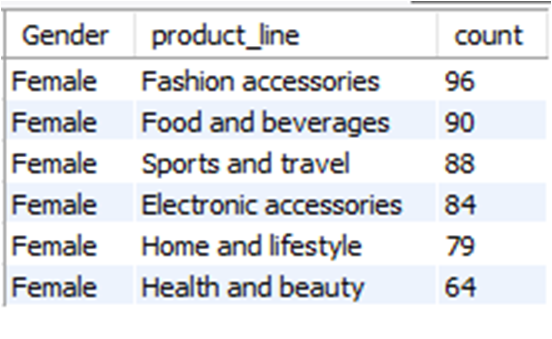 Gender product_line count
Female Fashion accessories 96
Female Food and beverages 90
Female Sports and travel 88
Female Electronic accessories 84
Female Home and lifestyle 79
Female Health and beauty 64